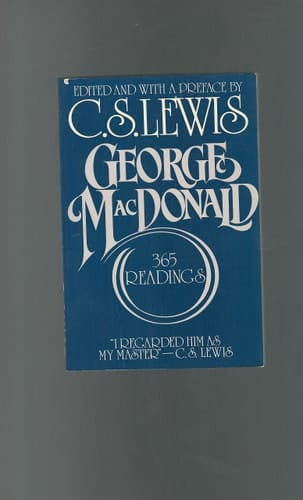 EDITED AND WITH A PREFACE BY
C.S. LEWIS
GEORGE
MACDONALD
365
READINGS
"I REGARDED HIM AS
MY MASTER"—C.S. LEWIS